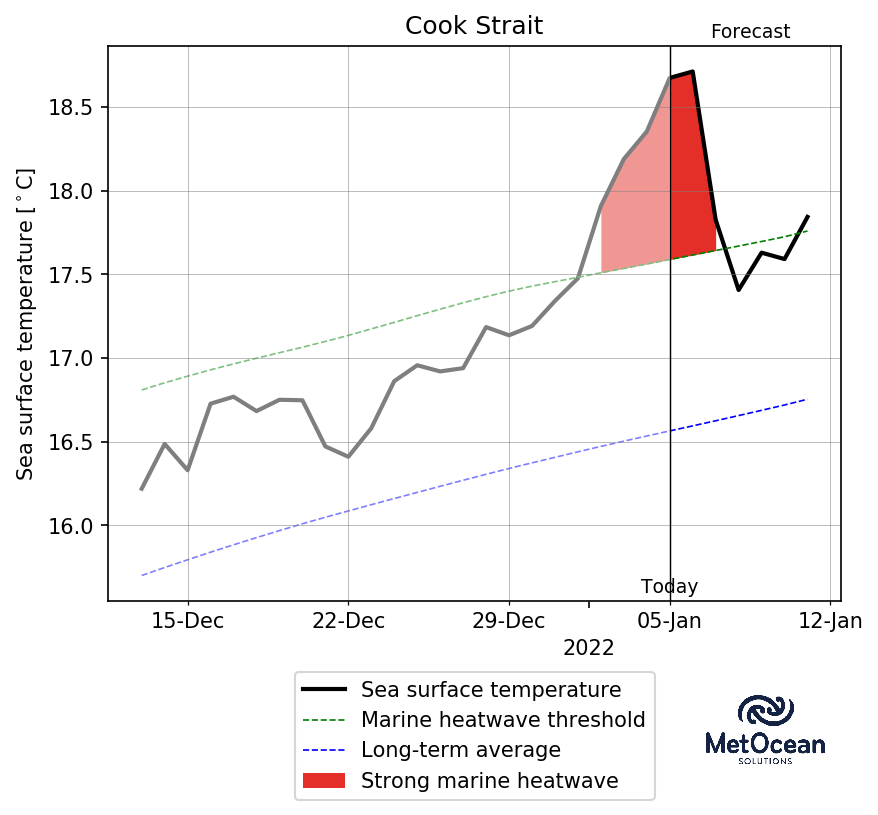 Cook Strait
Forecast
Sea surface temperature [°C]
18.5
18.0
17.5
17.0
16.5
16.0
Today
15-Dec
22-Dec
29-Dec
05-Jan
12-Jan
2022
Sea surface temperature
Marine heatwave threshold
Long-term average
Strong marine heatwave
MetOcean
SOLUTIONS